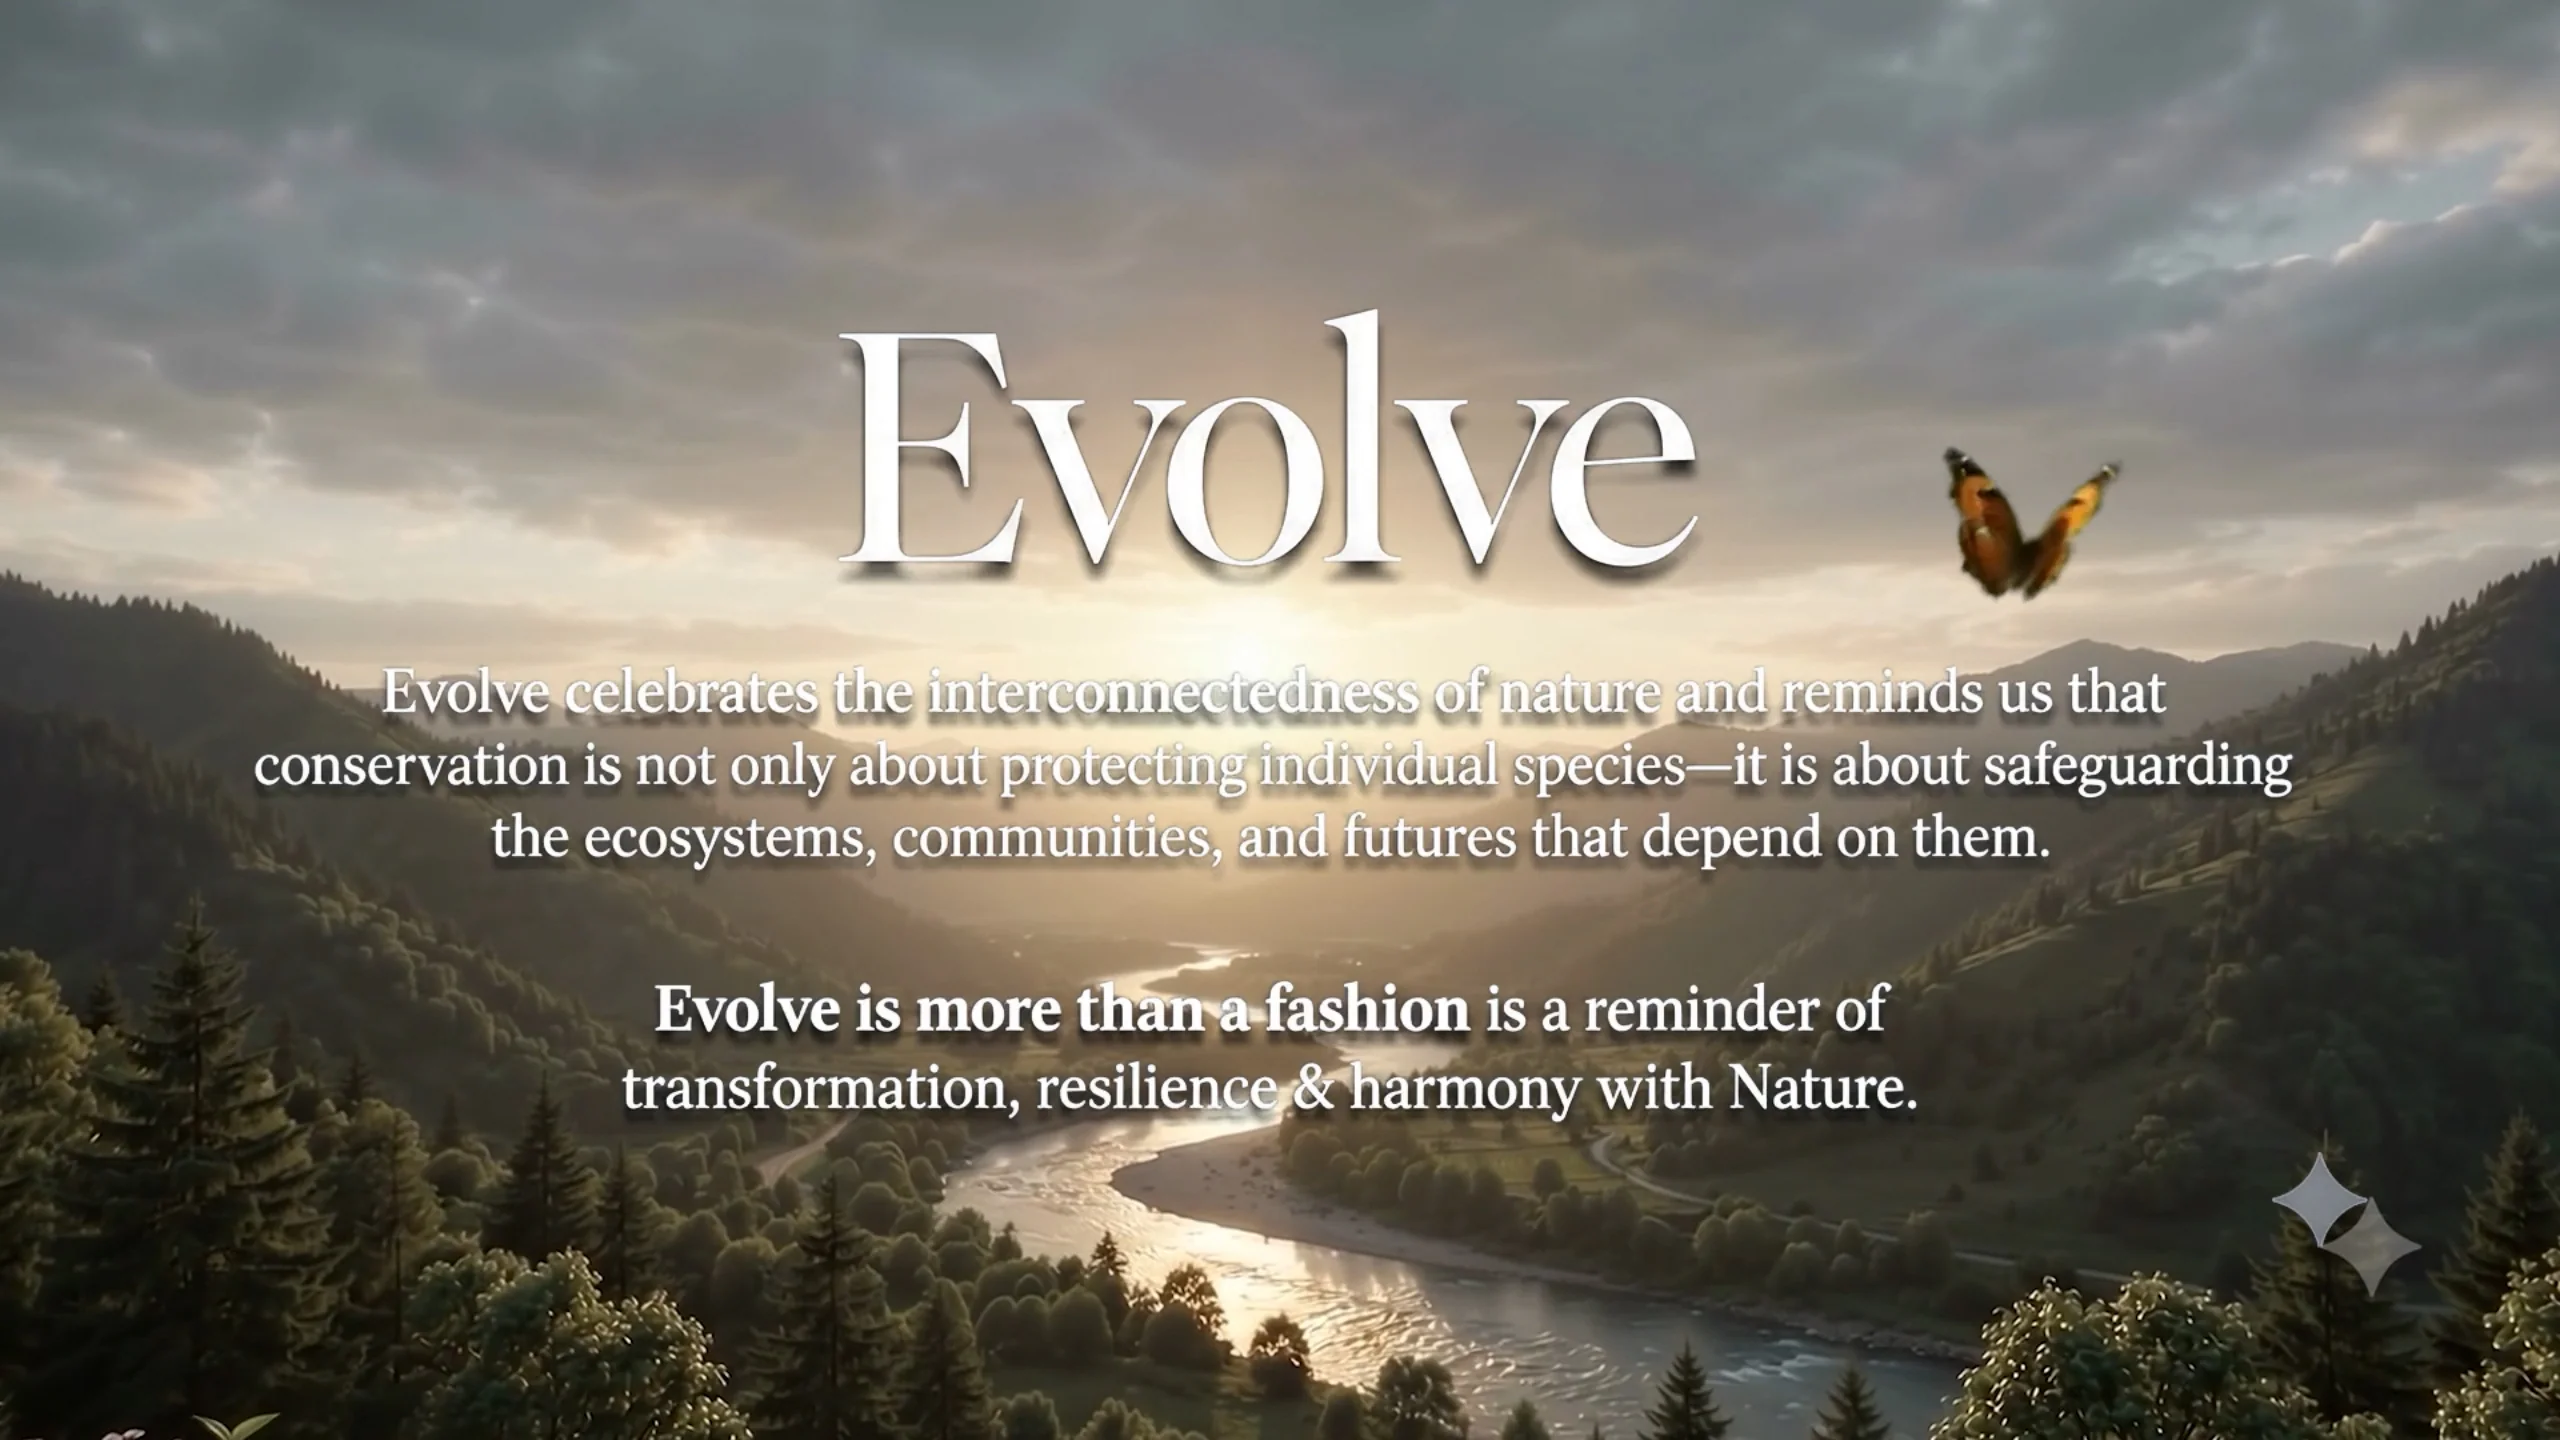 Evolve
Evolve celebrates the interconnectedness of nature and reminds us that
conservation is not only about protecting individual species—it is about safeguarding
the ecosystems, communities, and futures that depend on them.
Evolve is more than a fashion is a reminder of
transformation, resilience & harmony with Nature.